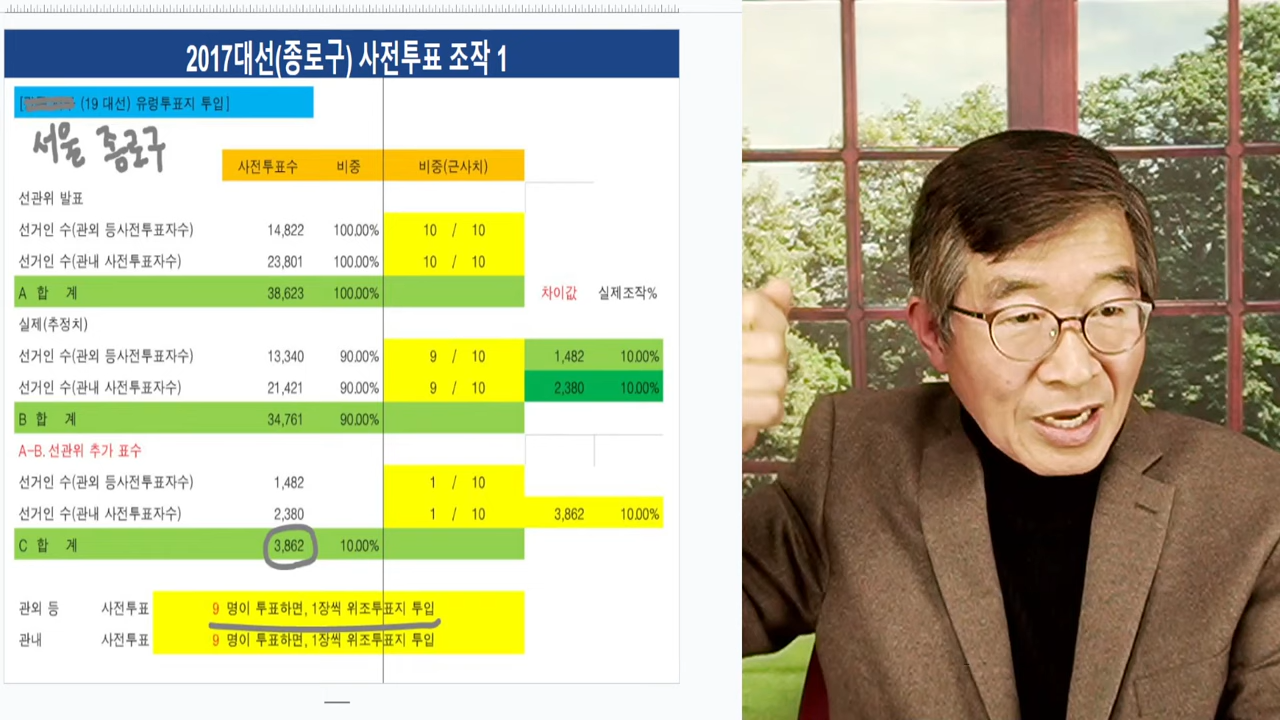 2017대선(종로구) 사전투표 조작 1
(19 대선) 유령투표지 투입]
서울 종로구
사전투표수 비중 비중(근사치)
선관위 발표
선거인 수(관외 등사전투표자수) 14,822 100.00% 10 / 10
선거인 수(관내 사전투표자수) 23,801 100.00% 10 / 10
A 합 계 38,623 100.00% 차이값 실제조작%
실제(추정치)
선거인 수(관외 등사전투표자수) 13,340 90.00% 9 / 10 1,482 10.00%
선거인 수(관내 사전투표자수) 21,421 90.00% 9 / 10 2,380 10.00%
B 합 계 34,761 90.00%
A-B. 선관위 추가 표수
선거인 수(관외 등사전투표자수) 1,482 1 / 10
선거인 수(관내 사전투표자수) 2,380 1 / 10 3,862 10.00%
C 합 계 3,862 10.00%
관외 등 사전투표 9 명이 투표하면, 1장씩 위조투표지 투입
관내 사전투표 9 명이 투표하면, 1장씩 위조투표지 투입